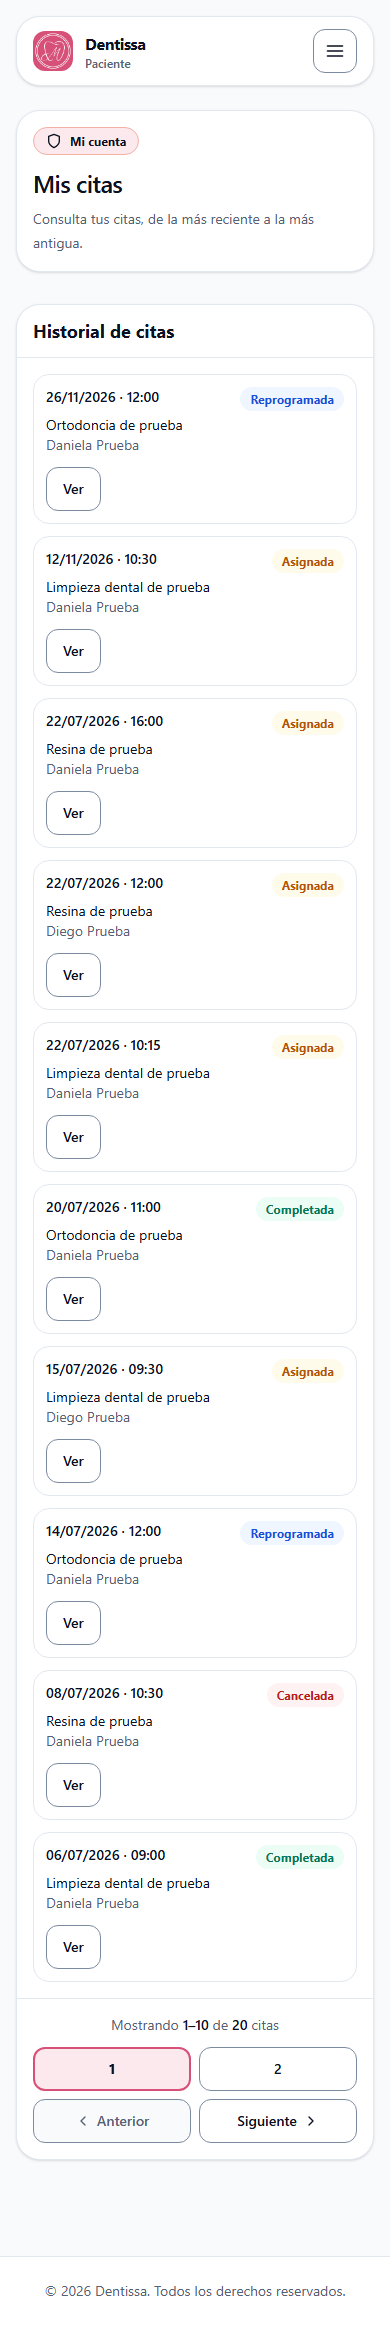 Dentissa
Paciente
Mi cuenta
Mis citas
Consulta tus citas, de la más reciente a la más
antigua.
Historial de citas
26/11/2026 · 12:00
Reprogramada
Ortodoncia de prueba
Daniela Prueba
Ver
12/11/2026 · 10:30
Asignada
Limpieza dental de prueba
Daniela Prueba
Ver
22/07/2026 · 16:00
Asignada
Resina de prueba
Daniela Prueba
Ver
22/07/2026 · 12:00
Asignada
Resina de prueba
Diego Prueba
Ver
22/07/2026 · 10:15
Asignada
Limpieza dental de prueba
Daniela Prueba
Ver
20/07/2026 · 11:00
Completada
Ortodoncia de prueba
Daniela Prueba
Ver
15/07/2026 · 09:30
Asignada
Limpieza dental de prueba
Diego Prueba
Ver
14/07/2026 · 12:00
Reprogramada
Ortodoncia de prueba
Daniela Prueba
Ver
08/07/2026 · 10:30
Cancelada
Resina de prueba
Daniela Prueba
Ver
06/07/2026 · 09:00
Completada
Limpieza dental de prueba
Daniela Prueba
Ver
Mostrando 1–10 de 20 citas
1
2
Anterior
Siguiente
© 2026 Dentissa. Todos los derechos reservados.